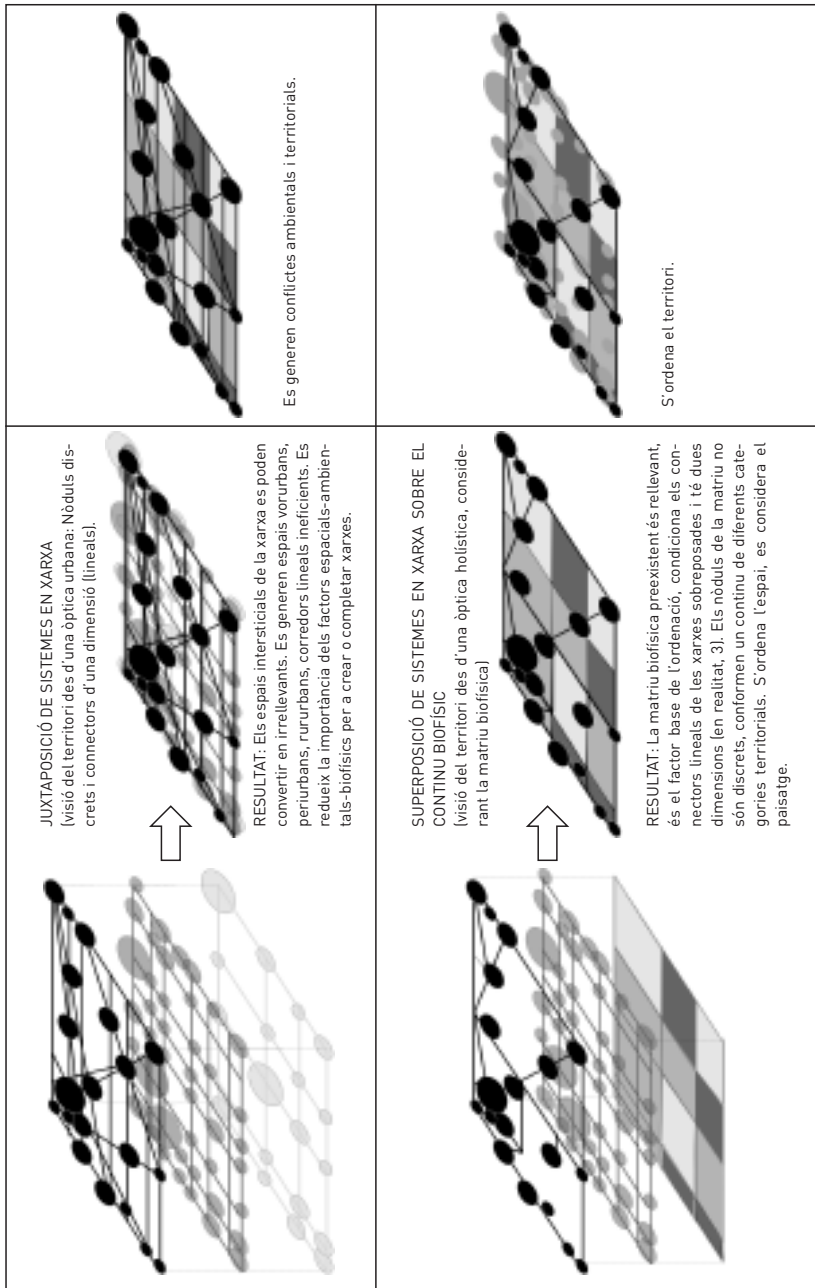 JUXTAPOSICIÓ DE SISTEMES EN XARXA
(visió del territori des d'una òptica urbana: Nòduls dis-
crets i connectors d'una dimensió (lineals).
RESULTAT: Els espais intersticials de la xarxa es poden
convertir en irrellevants. Es generen espais vorurbans,
periurbans, rururbans, corredors lineals ineficients. Es
redueix la importància dels factors espacials-ambien-
tals-biofísics per a crear o completar xarxes.
Es generen conflictes ambientals i territorials.
SUPERPOSICIÓ DE SISTEMES EN XARXA SOBRE EL
CONTINU BIOFÍSIC
(visió del territori des d'una òptica holística, conside-
rant la matriu biofísica)
RESULTAT: La matriu biofísica preexistent és rellevant,
és el factor base de l'ordenació, condiciona els con-
nectors lineals de les xarxes sobreposades i té dues
dimensions (en realitat, 3). Els nòduls de la matriu no
són discrets, conformen un continu de diferents cate-
gories territorials. S'ordena l'espai, es considera el
paisatge.
S'ordena el territori.